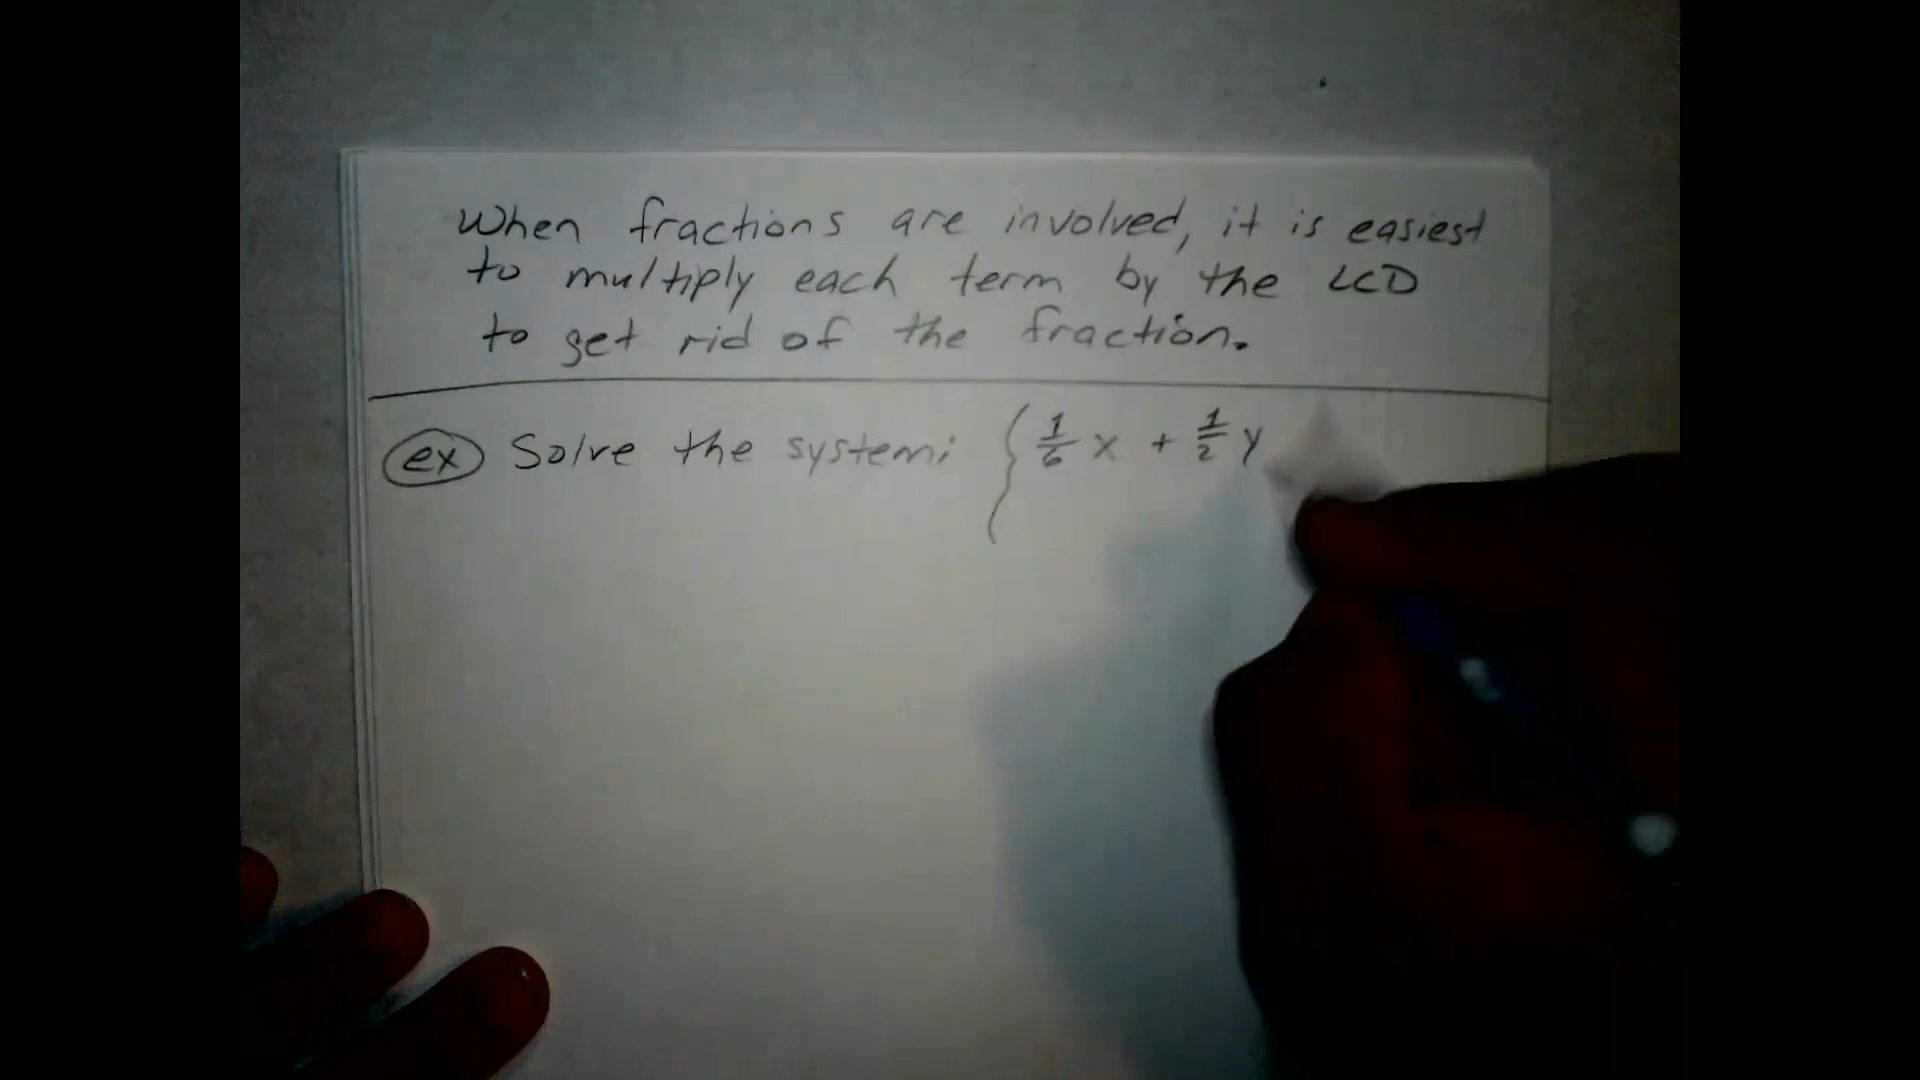 When fractions are involved, it is easiest
to multiply each term by the LCD
to get rid of the fraction.
ex Solve the system: { 1/6 x + 1/2 y